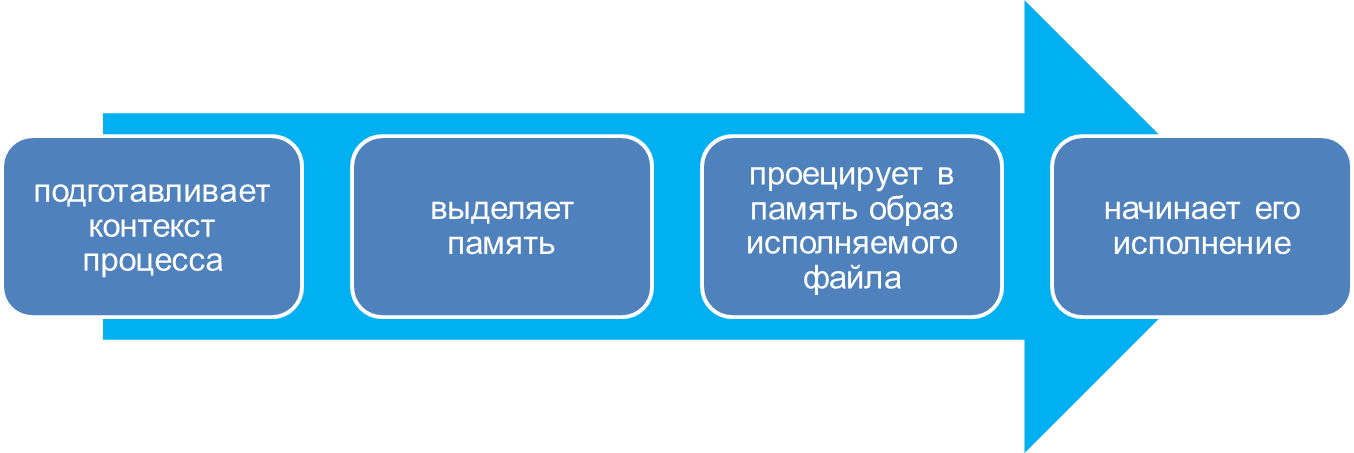 подготавливает
контекст
процесса
выделяет
память
проецирует в
память образ
исполняемого
файла
начинает его
исполнение